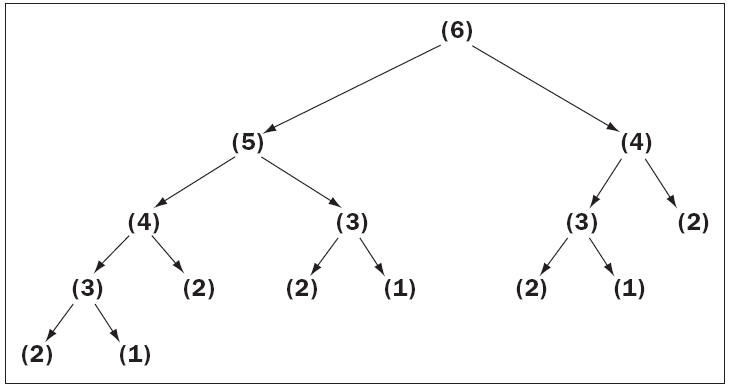 (6)
(5) (4)
(4) (3) (3) (2)
(3) (2) (2) (1) (2) (1)
(2) (1)